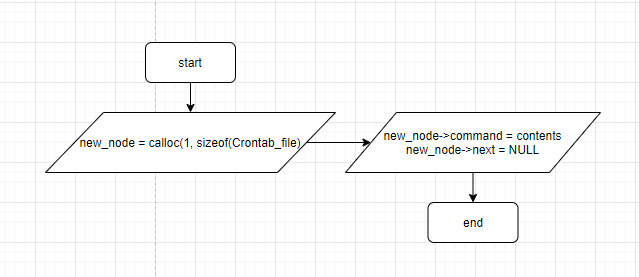 start
new_node = calloc(1, sizeof(Crontab_file)
new_node->command = contents
new_node->next = NULL
end